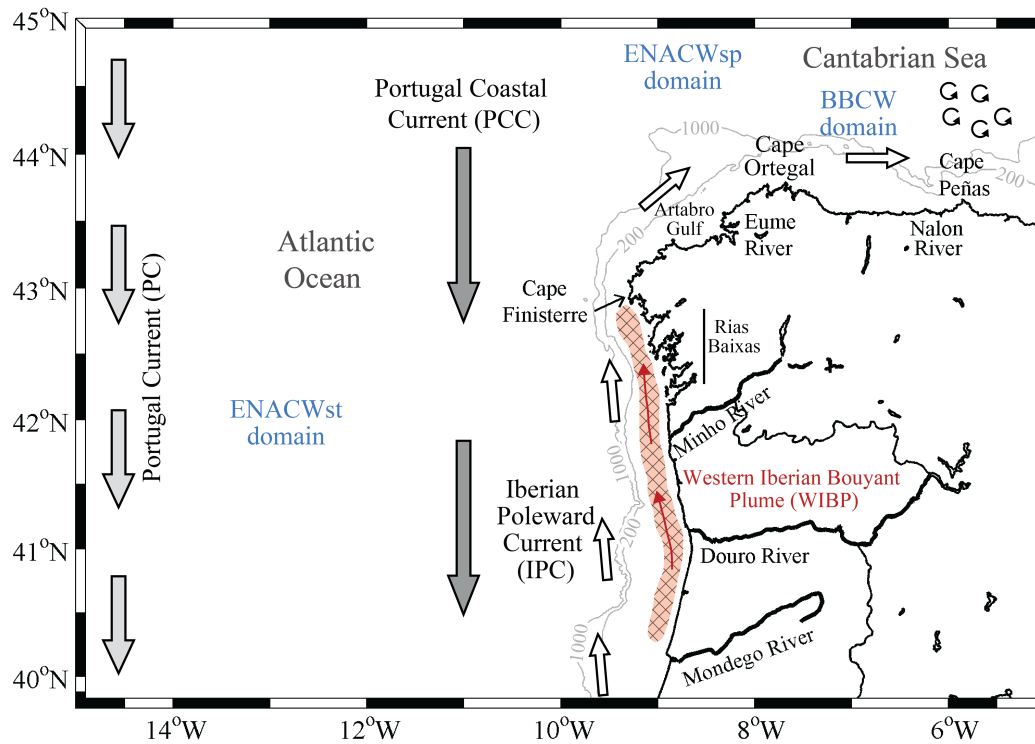 45°N
44°N
43°N
42°N
41°N
40°N
14°W
12°W
10°W
8°W
6°W
ENACWsp
domain
Cantabrian Sea
BBCW
domain
Portugal Coastal
Current (PCC)
1000
200
200
Cape
Ortegal
Cape
Peñas
Artabro
Gulf
Eume
River
Nalon
River
Atlantic
Ocean
Portugal Current (PC)
Cape
Finisterre
Rias
Baixas
ENACWst
domain
Minho River
1000
Western Iberian Bouyant
Plume (WIBP)
Iberian
Poleward
Current
(IPC)
200
Douro River
1000
Mondego River